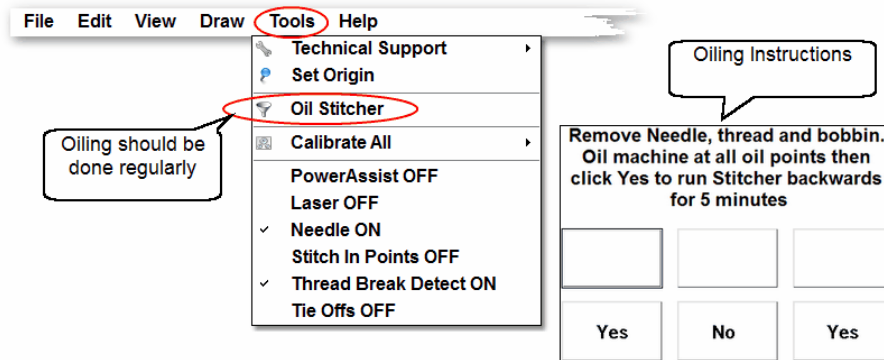 File Edit View Draw Tools Help
Technical Support
Set Origin
Oil Stitcher
Calibrate All
PowerAssist OFF
Laser OFF
Needle ON
Stitch In Points OFF
Thread Break Detect ON
Tie Offs OFF
Oiling should be
done regularly
Oiling Instructions
Remove Needle, thread and bobbin.
Oil machine at all oil points then
click Yes to run Stitcher backwards
for 5 minutes
Yes No Yes